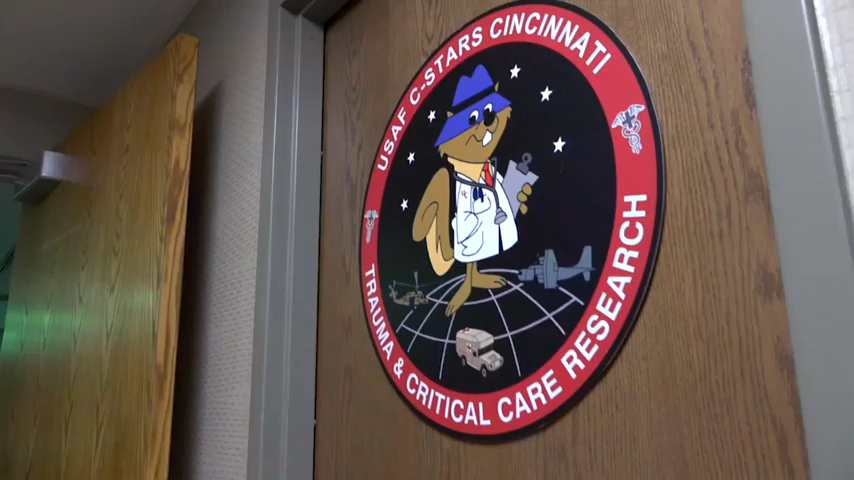 USAF C-STARS CINCINNATI
TRAUMA & CRITICAL CARE RESEARCH